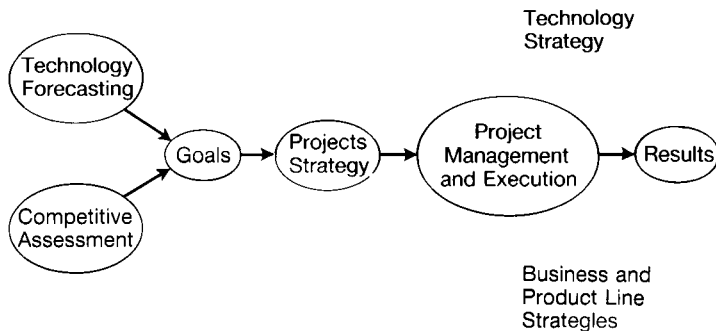 Technology
Strategy
Technology
Forecasting
Goals
Projects
Strategy
Project
Management
and Execution
Results
Competitive
Assessment
Business and
Product Line
Strategies